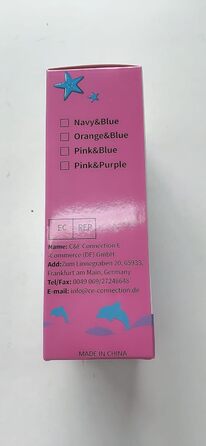 Navy&Blue
Orange&Blue
Pink&Blue
Pink&Purple
EC REP
Name: C&E Connection E
-Commerce (DE) GmbH
Add: Zum Linnegraben 20, 65933,
Frankfurt am Main, Germany
Tel/Fax: 0049 069/27246648
E-mail: info@ce-connection.de
MADE IN CHINA